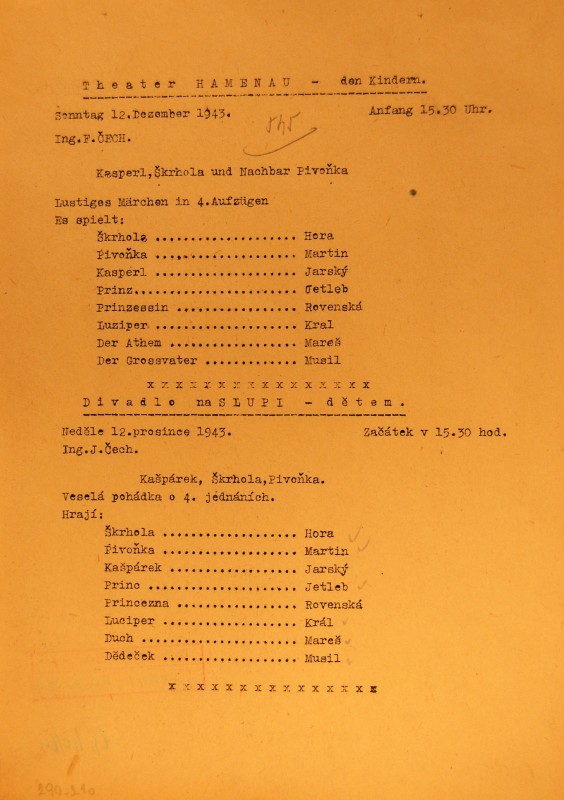 Theater HAMENAU - den Kindern.
Sonntag 12.Dezember 1943. Anfang 15.30 Uhr.
545
Ing.F.ČECH.
Kasperl,Škrhola und Nachbar Pivoňka
Lustiges Märchen in 4.Aufzügen
Es spielt:
Škrhola .................... Hora
Pivoňka .................... Martin
Kasperl .................... Jarský
Prinz....................... Jetleb
Prinzessin ................. Rovenská
Luziper .................... Kral
Der Athem .................. Mareš
Der Grossvater ............. Musil
x x x x x x x x x x x x x x x x
Divadlo naSLUPI - dětem.
Neděle 12.prosince 1943. Začátek v 15.30 hod.
Ing.J.Čech.
Kašpárek, Škrhola,Pivoňka.
Veselá pohádka o 4. jednáních.
Hrají:
Škrhola ................... Hora
Pivoňka ................... Martin
Kašpárek .................. Jarský
Princ ..................... Jetleb
Princezna ................. Rovenská
Luciper ................... Král
Duch ...................... Mareš
Dědeček ................... Musil
x x x x x x x x x x x x x x x
290-290